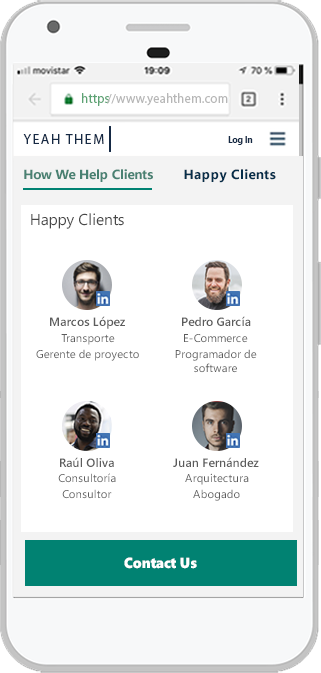 movistar 19:09 70 %
https//www.yeahthem.com 2
YEAH THEM Log In
How We Help Clients Happy Clients
Happy Clients
in in
Marcos López Pedro García
Transporte E-Commerce
Gerente de proyecto Programador de
software
in in
Raúl Oliva Juan Fernández
Consultoría Arquitectura
Consultor Abogado
Contact Us